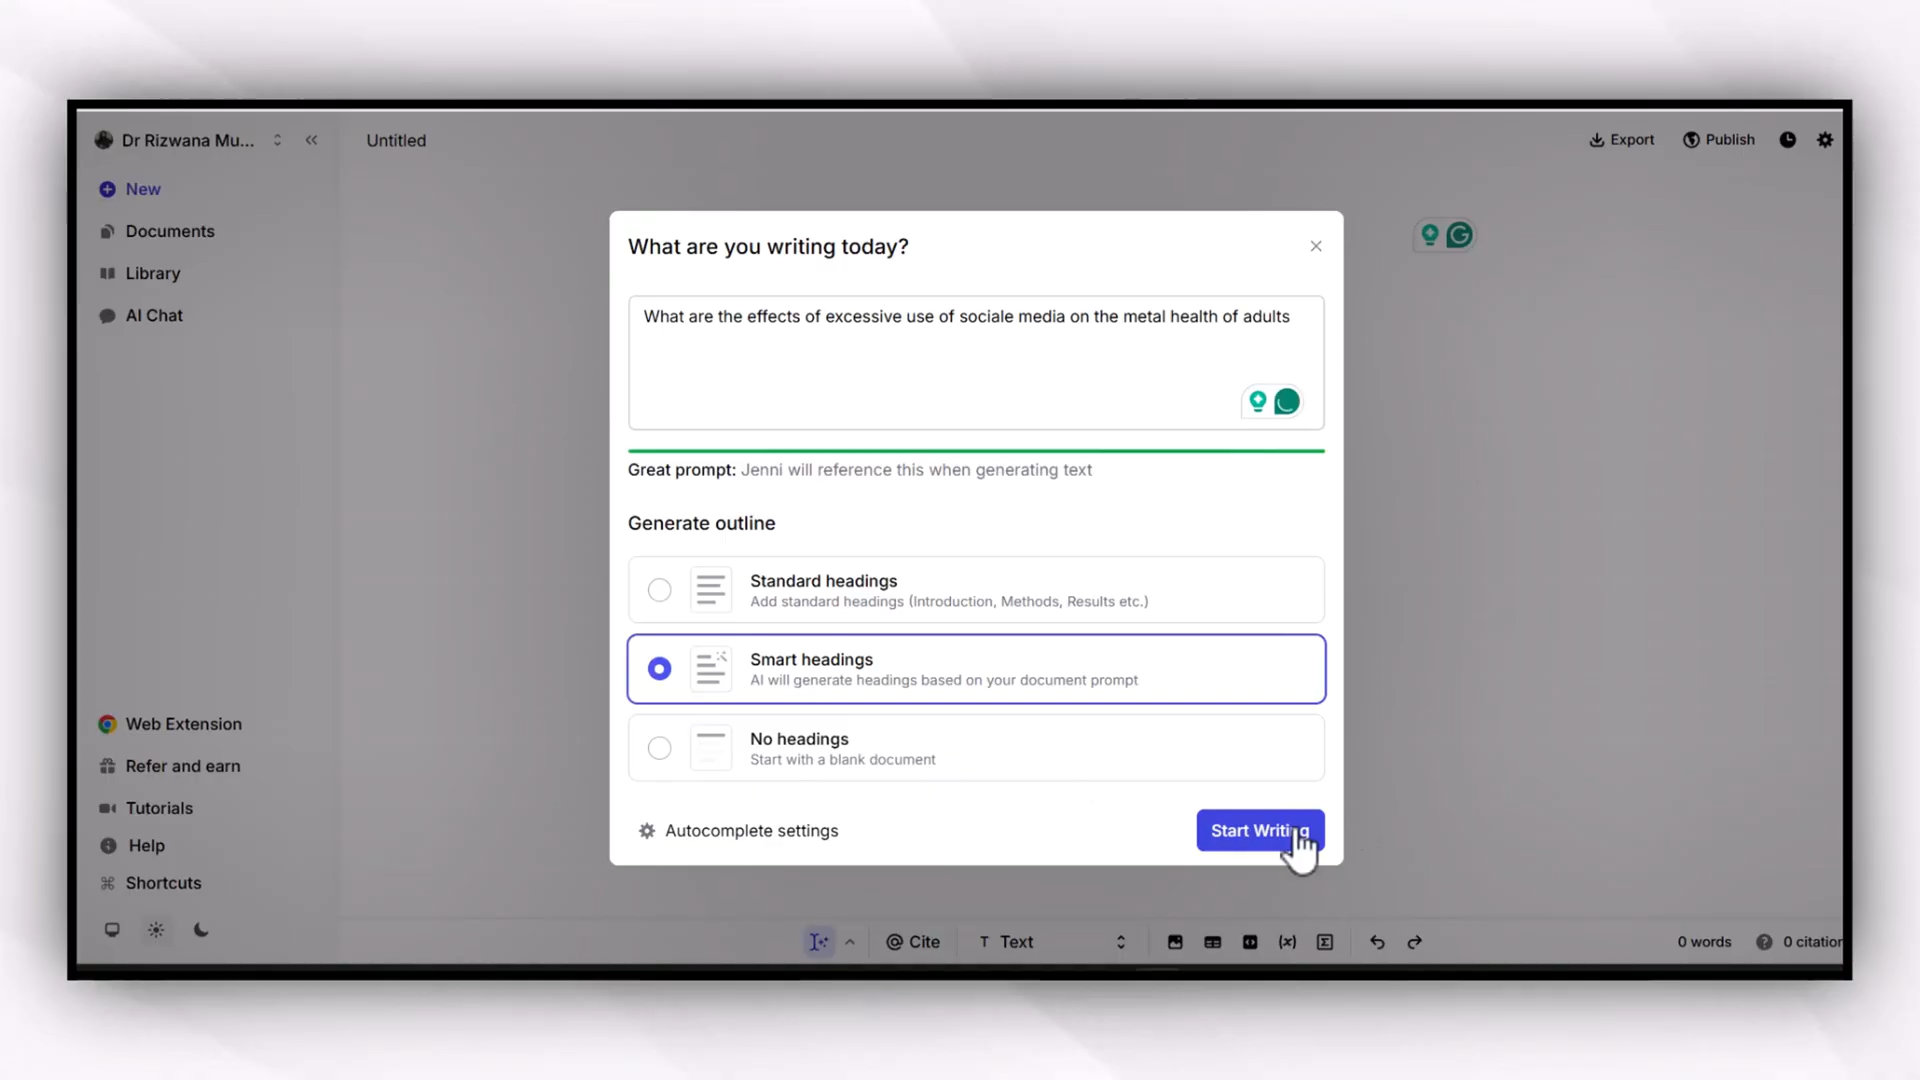 Dr Rizwana Mu...
Untitled
Export
Publish
New
Documents
Library
AI Chat
What are you writing today?
What are the effects of excessive use of sociale media on the metal health of adults
Great prompt: Jenni will reference this when generating text
Generate outline
Standard headings
Add standard headings (Introduction, Methods, Results etc.)
Smart headings
AI will generate headings based on your document prompt
No headings
Start with a blank document
Autocomplete settings
Start Writing
Web Extension
Refer and earn
Tutorials
Help
Shortcuts
Cite
T Text
(x)
0 words
0 citation